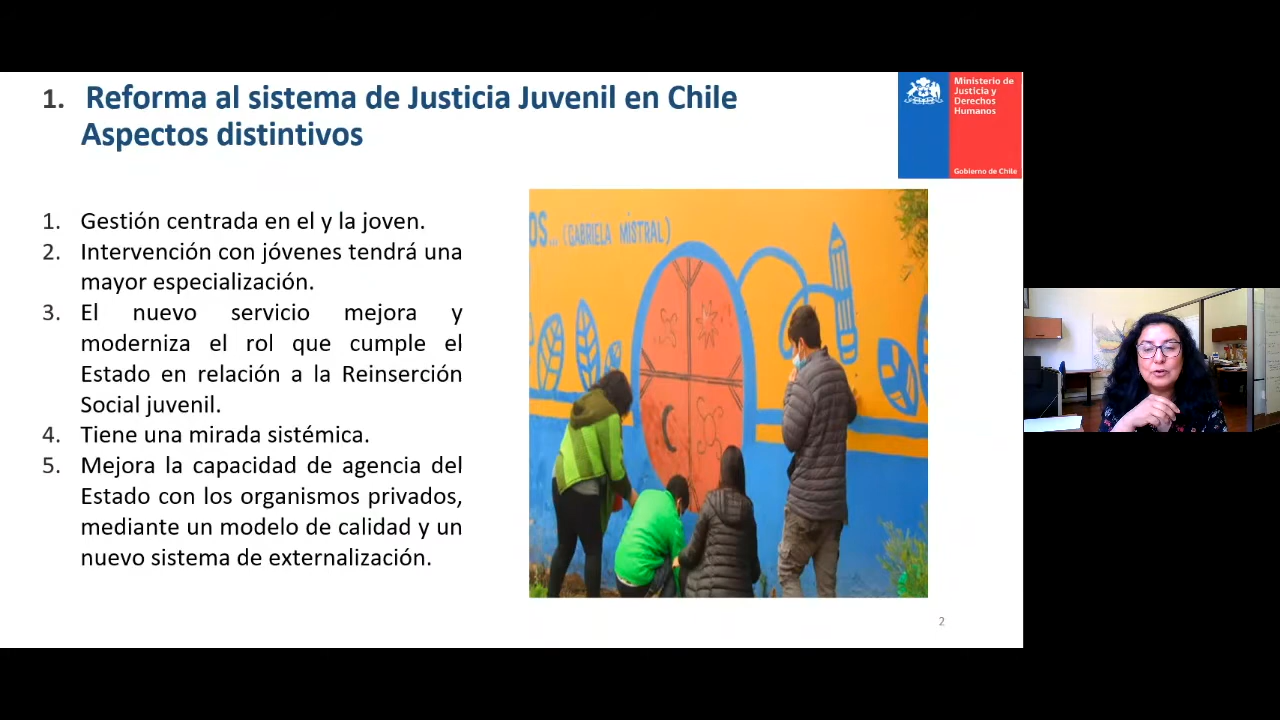 1. Reforma al sistema de Justicia Juvenil en Chile
Aspectos distintivos
Ministerio de
Justicia y
Derechos
Humanos
Gobierno de Chile
1. Gestión centrada en el y la joven.
2. Intervención con jóvenes tendrá una
mayor especialización.
3. El nuevo servicio mejora y
moderniza el rol que cumple el
Estado en relación a la Reinserción
Social juvenil.
4. Tiene una mirada sistémica.
5. Mejora la capacidad de agencia del
Estado con los organismos privados,
mediante un modelo de calidad y un
nuevo sistema de externalización.
OS... (GABRIELA MISTRAL)
2